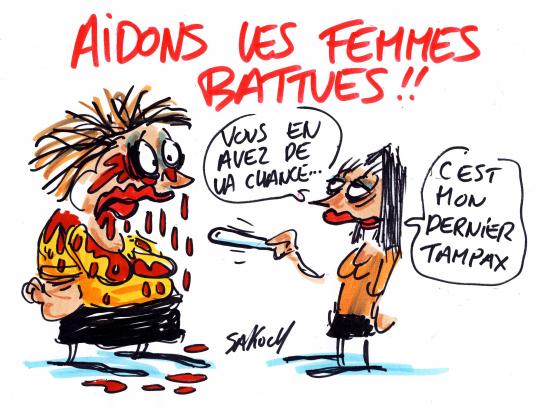 AiDONS LES FEMMES
BATTUES !!
VOUS EN
AVEZ DE
LA CHANCE...
C'EST
MON
DERNIER
TAMPAX
SAKOCH